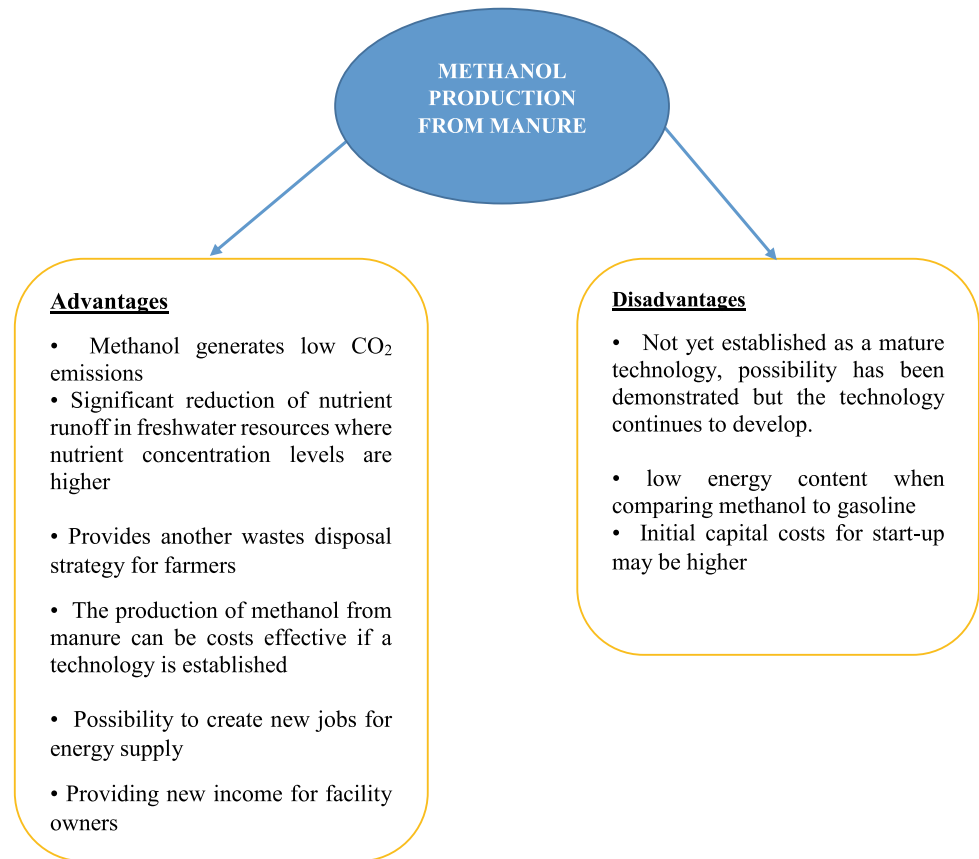 METHANOL
PRODUCTION
FROM MANURE
Advantages
• Methanol generates low CO₂
emissions
• Significant reduction of nutrient
runoff in freshwater resources where
nutrient concentration levels are
higher
• Provides another wastes disposal
strategy for farmers
• The production of methanol from
manure can be costs effective if a
technology is established
• Possibility to create new jobs for
energy supply
• Providing new income for facility
owners
Disadvantages
• Not yet established as a mature
technology, possibility has been
demonstrated but the technology
continues to develop.
• low energy content when
comparing methanol to gasoline
• Initial capital costs for start-up
may be higher